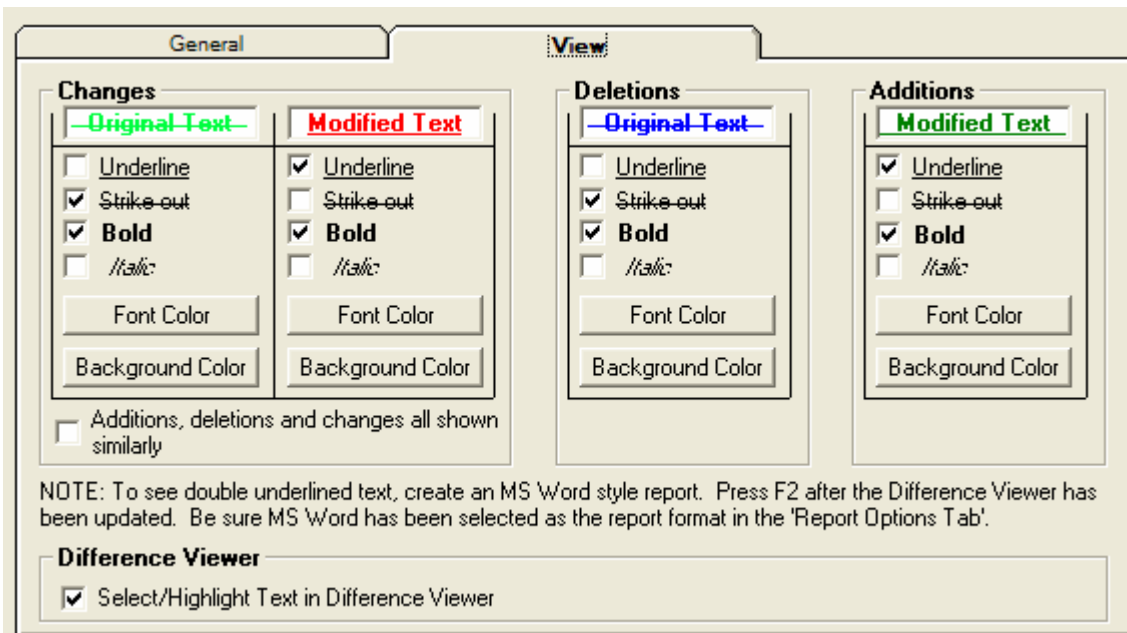 General
View
Changes
Deletions
Additions
Original Text
Modified Text
Original Text
Modified Text
Underline
Underline
Underline
Underline
Strike out
Strike out
Strike out
Strike out
Bold
Bold
Bold
Bold
Italic
Italic
Italic
Italic
Font Color
Font Color
Font Color
Font Color
Background Color
Background Color
Background Color
Background Color
Additions, deletions and changes all shown
similarly
NOTE: To see double underlined text, create an MS Word style report.  Press F2 after the Difference Viewer has
been updated.  Be sure MS Word has been selected as the report format in the 'Report Options Tab'.
Difference Viewer
Select/Highlight Text in Difference Viewer